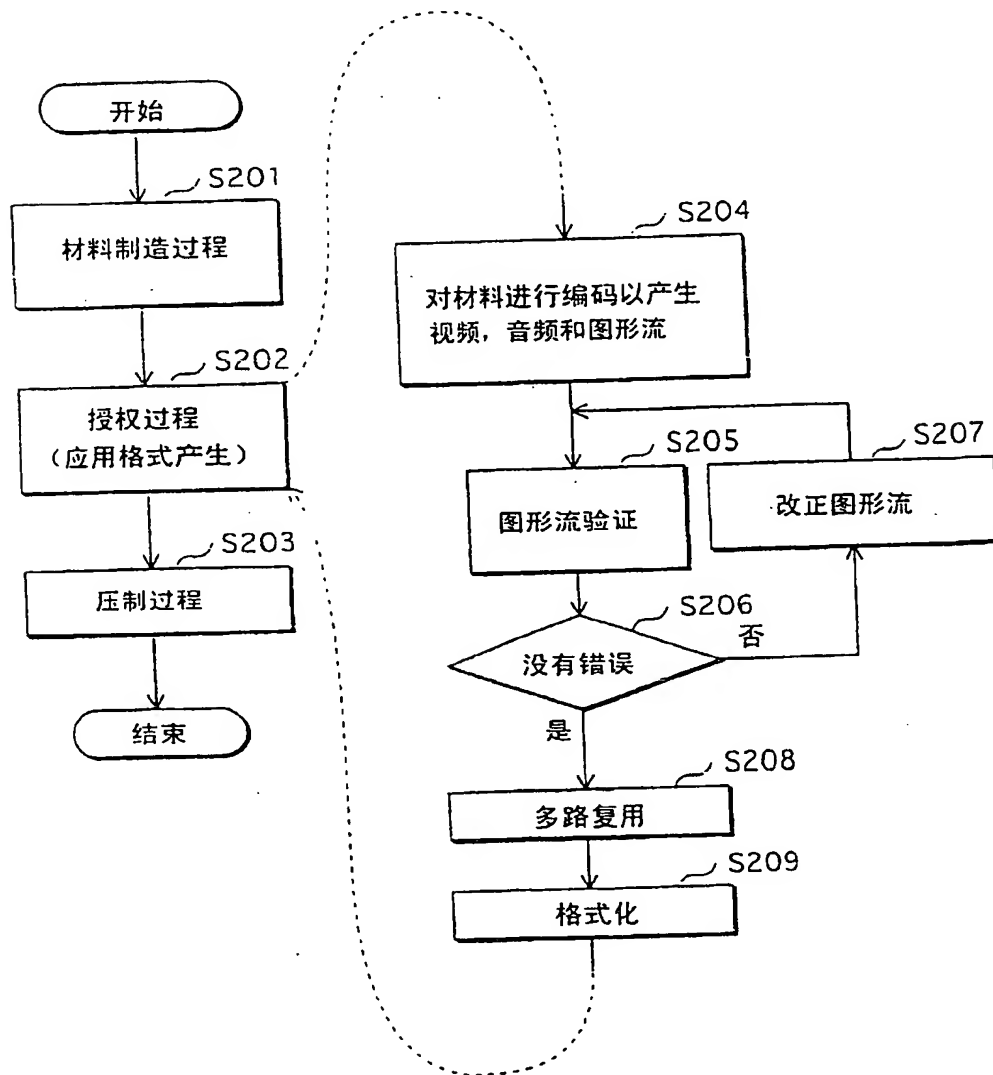 开始
S201
材料制造过程
S202
授权过程
（应用格式产生）
S203
压制过程
结束
S204
对材料进行编码以产生
视频，音频和图形流
S205
图形流验证
S207
改正图形流
S206
没有错误
否
是
S208
多路复用
S209
格式化